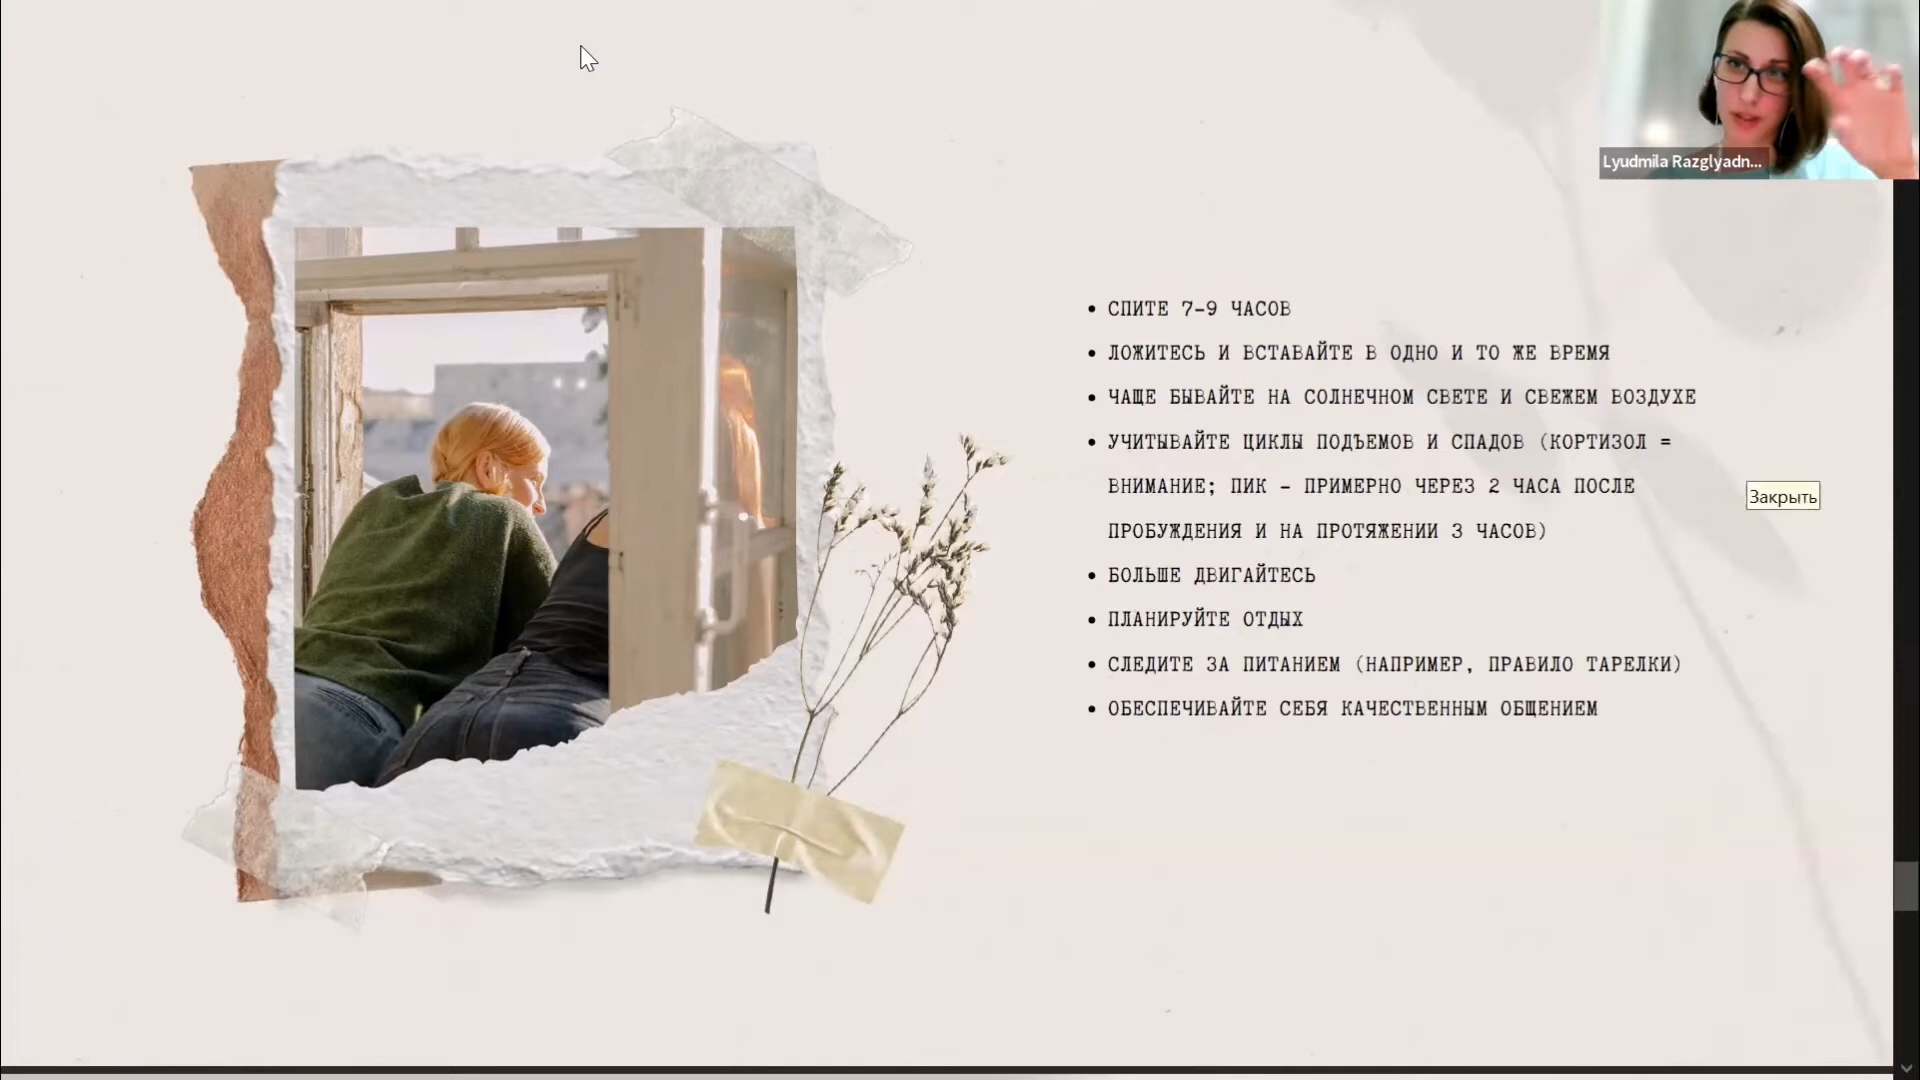 Lyudmila Razglyadn...
• СПИТЕ 7-9 ЧАСОВ
• ЛОЖИТЕСЬ И ВСТАВАЙТЕ В ОДНО И ТО ЖЕ ВРЕМЯ
• ЧАЩЕ БЫВАЙТЕ НА СОЛНЕЧНОМ СВЕТЕ И СВЕЖЕМ ВОЗДУХЕ
• УЧИТЫВАЙТЕ ЦИКЛЫ ПОДЪЕМОВ И СПАДОВ (КОРТИЗОЛ =
ВНИМАНИЕ; ПИК - ПРИМЕРНО ЧЕРЕЗ 2 ЧАСА ПОСЛЕ
ПРОБУЖДЕНИЯ И НА ПРОТЯЖЕНИИ 3 ЧАСОВ)
• БОЛЬШЕ ДВИГАЙТЕСЬ
• ПЛАНИРУЙТЕ ОТДЫХ
• СЛЕДИТЕ ЗА ПИТАНИЕМ (НАПРИМЕР, ПРАВИЛО ТАРЕЛКИ)
• ОБЕСПЕЧИВАЙТЕ СЕБЯ КАЧЕСТВЕННЫМ ОБЩЕНИЕМ
Закрыть